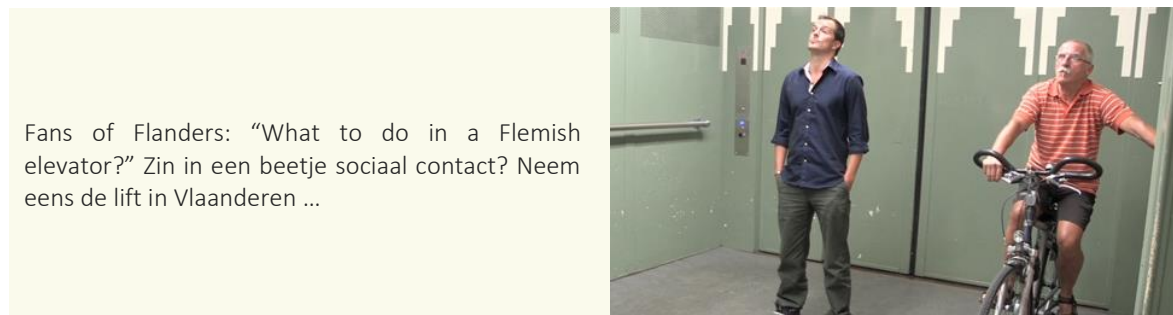 Fans of Flanders: “What to do in a Flemish
elevator?” Zin in een beetje sociaal contact? Neem
eens de lift in Vlaanderen ...